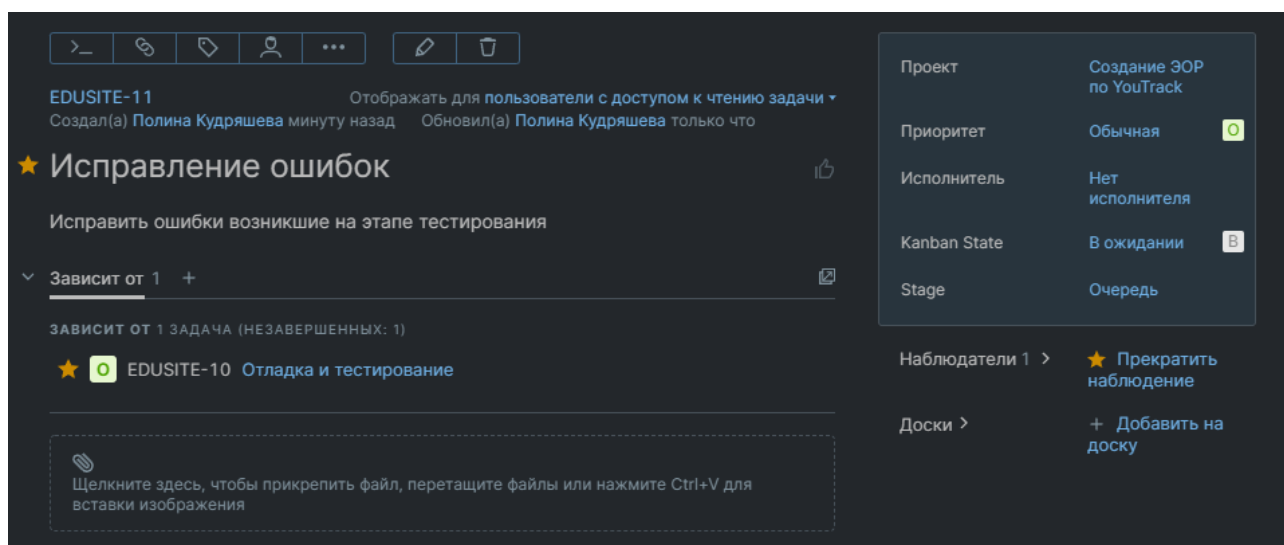 EDUSITE-11 Отображать для пользователи с доступом к чтению задачи
Создал(а) Полина Кудряшева минуту назад Обновил(а) Полина Кудряшева только что
Исправление ошибок
Исправить ошибки возникшие на этапе тестирования
Зависит от 1 +
ЗАВИСИТ ОТ 1 ЗАДАЧА (НЕЗАВЕРШЕННЫХ: 1)
О EDUSITE-10 Отладка и тестирование
Щелкните здесь, чтобы прикрепить файл, перетащите файлы или нажмите Ctrl+V для
вставки изображения
Проект Создание ЭОР
по YouTrack
Приоритет Обычная О
Исполнитель Нет
исполнителя
Kanban State В ожидании В
Stage Очередь
Наблюдатели 1 > Прекратить
наблюдение
Доски > + Добавить на
доску